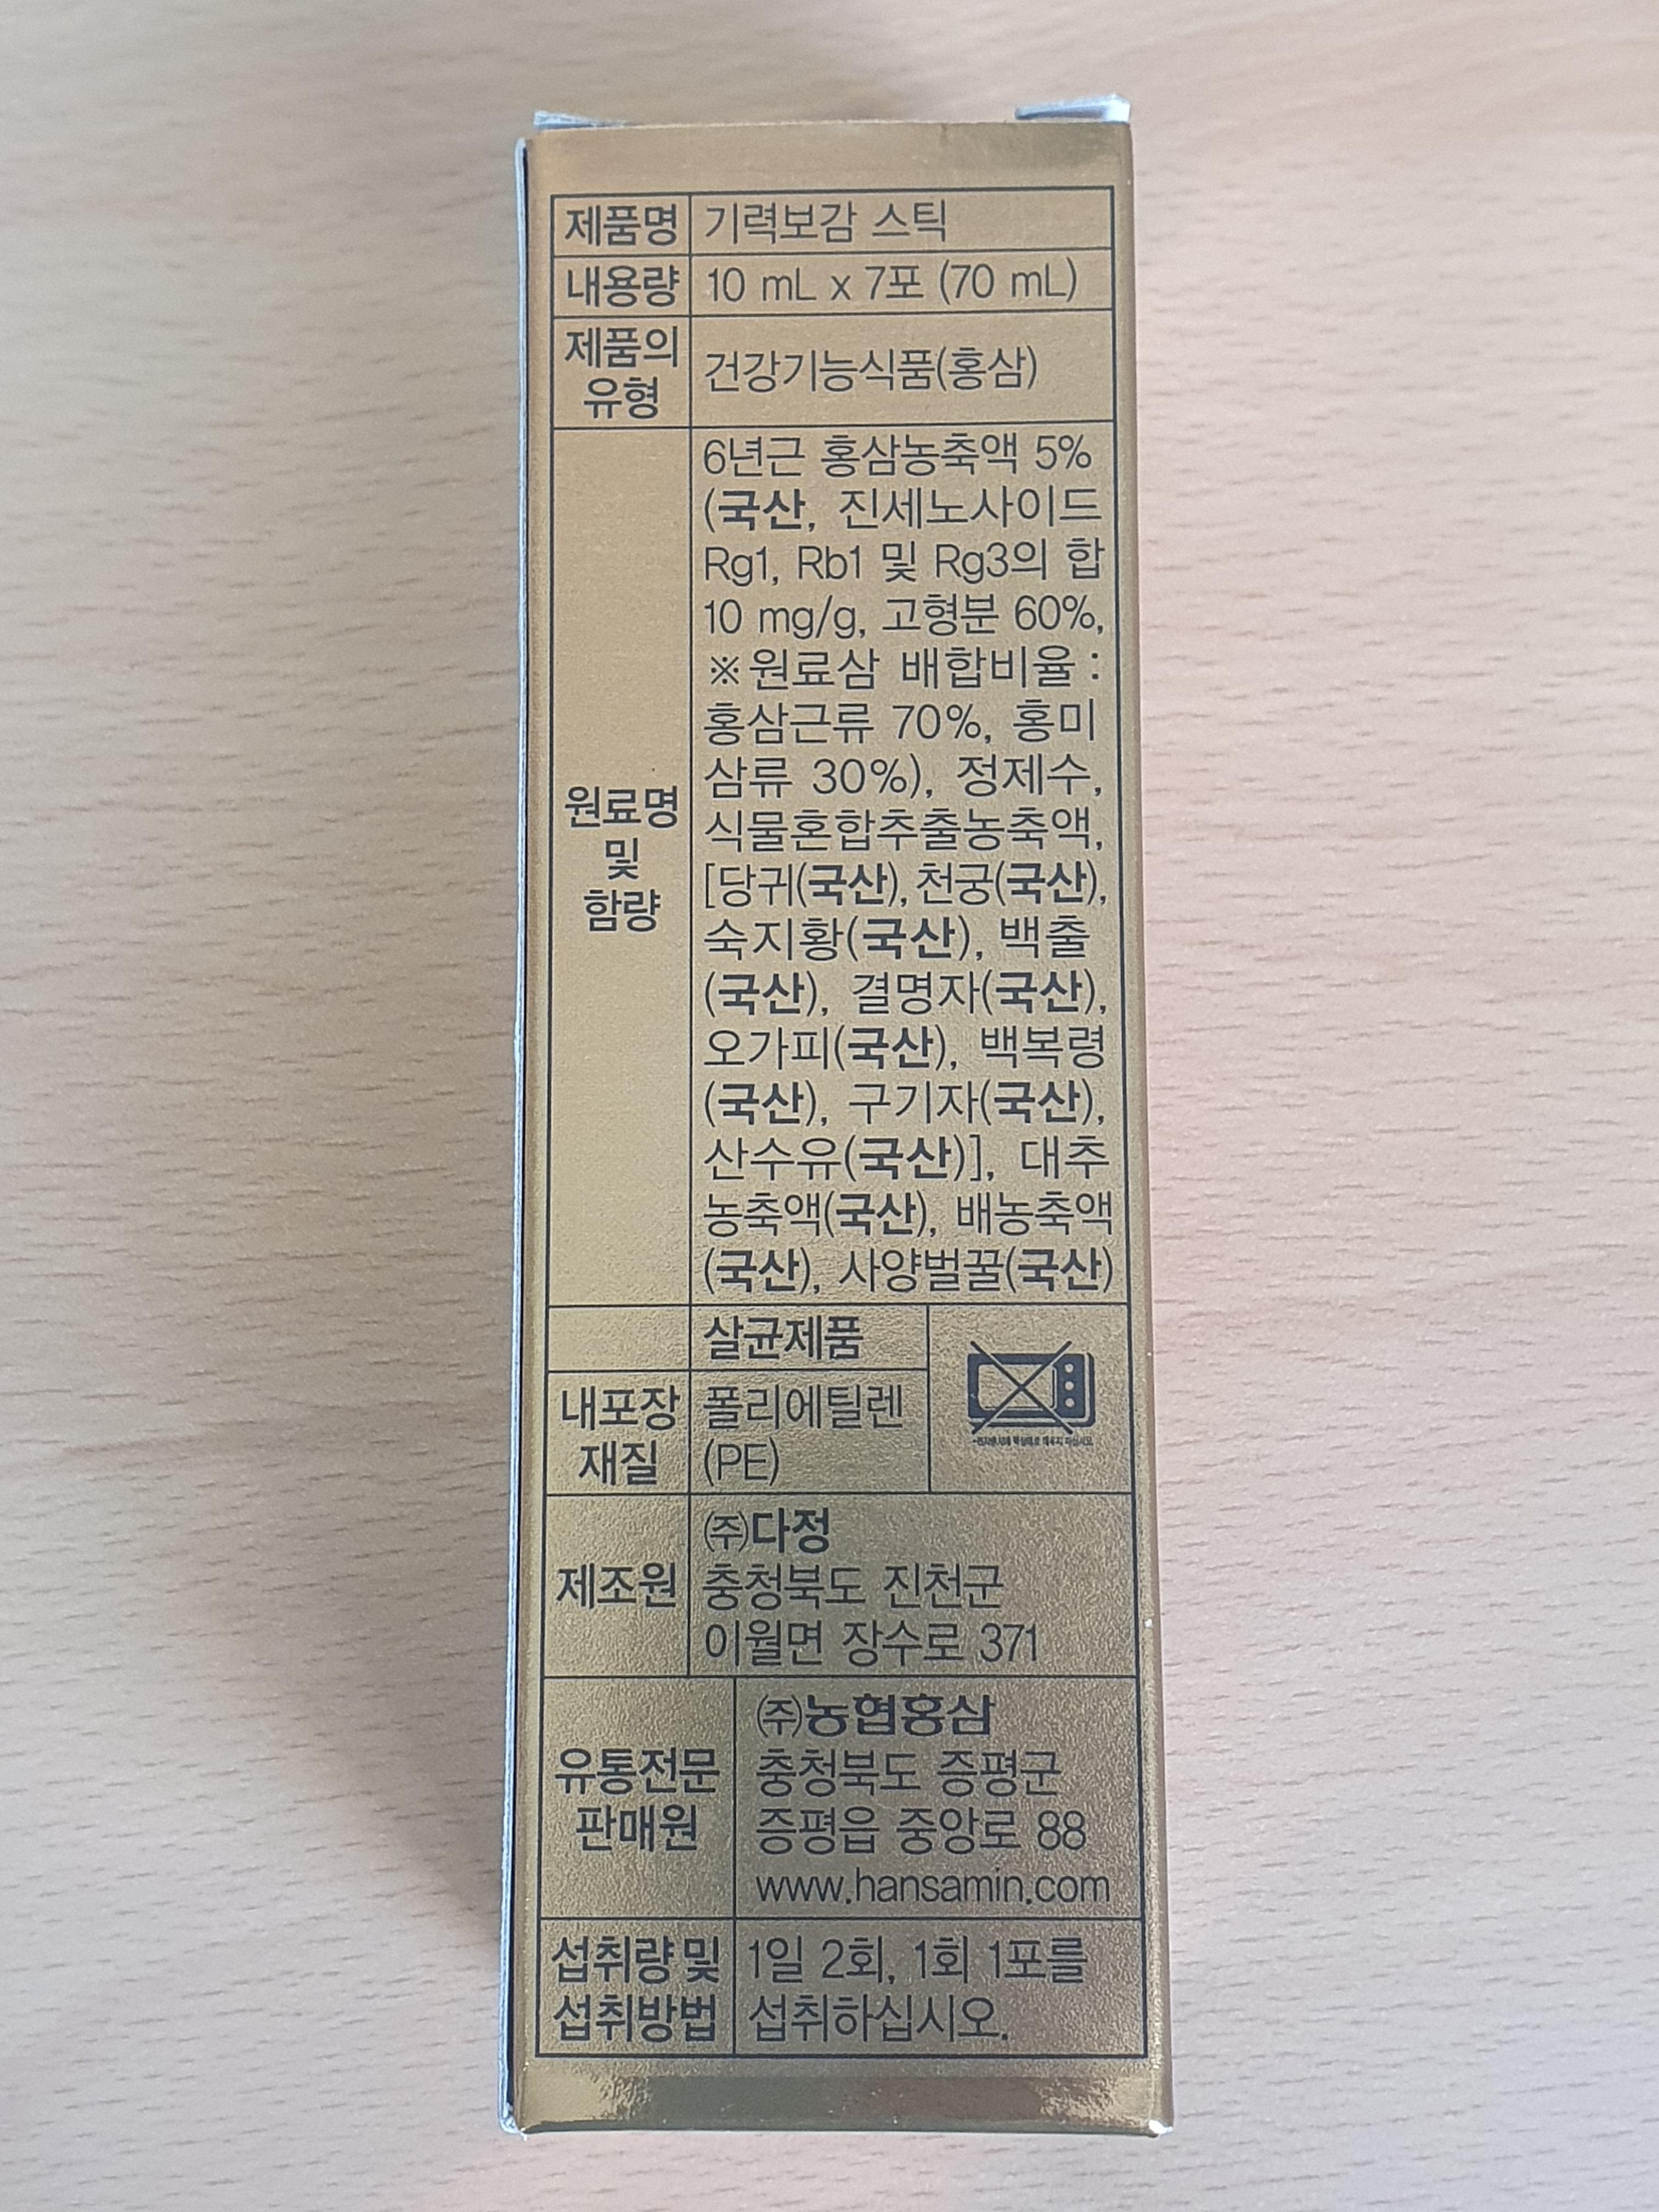 제품명 기력보감 스틱
내용량 10 mL x 7포 (70 mL)
제품의
유형
건강기능식품(홍삼)
원료명
및
함량
6년근 홍삼농축액 5%
(국산, 진세노사이드
Rg1, Rb1 및 Rg3의 합
10 mg/g, 고형분 60%,
※원료삼 배합비율 :
홍삼근류 70%, 홍미
삼류 30%), 정제수,
식물혼합추출농축액,
[당귀(국산), 천궁(국산),
숙지황(국산), 백출
(국산), 결명자(국산),
오가피(국산), 백복령
(국산), 구기자(국산),
산수유(국산)], 대추
농축액(국산), 배농축액
(국산), 사양벌꿀(국산)
살균제품
내포장
재질
폴리에틸렌
(PE)
제조원
㈜다정
충청북도 진천군
이월면 장수로 371
유통전문
판매원
㈜농협홍삼
충청북도 증평군
증평읍 중앙로 88
www.hansamin.com
섭취량 및
섭취방법
1일 2회, 1회 1포를
섭취하십시오.